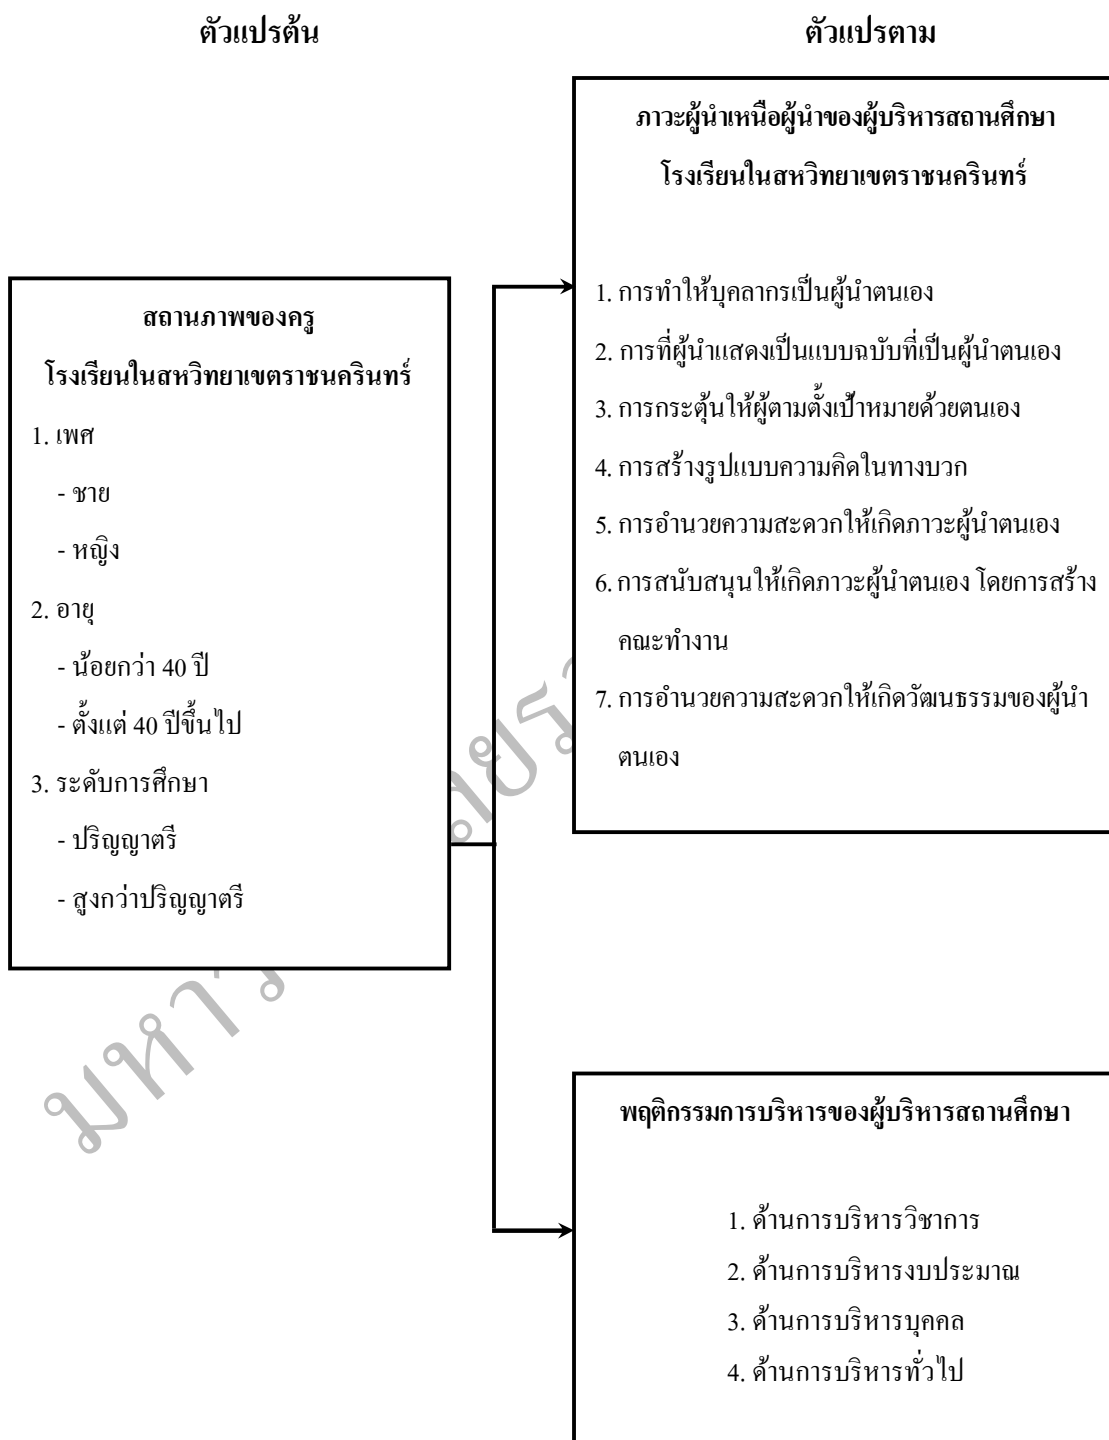 ตัวแปรต้น
ตัวแปรตาม
ภาวะผู้นำเหนือผู้นำของผู้บริหารสถานศึกษา
โรงเรียนในสหวิทยาเขตราชนครินทร์
1. การทำให้บุคลากรเป็นผู้นำตนเอง
2. การที่ผู้นำแสดงเป็นแบบฉบับที่เป็นผู้นำตนเอง
3. การกระตุ้นให้ผู้ตามตั้งเป้าหมายด้วยตนเอง
4. การสร้างรูปแบบความคิดในทางบวก
5. การอำนวยความสะดวกให้เกิดภาวะผู้นำตนเอง
6. การสนับสนุนให้เกิดภาวะผู้นำตนเอง โดยการสร้าง
คณะทำงาน
7. การอำนวยความสะดวกให้เกิดวัฒนธรรมของผู้นำ
ตนเอง
สถานภาพของครู
โรงเรียนในสหวิทยาเขตราชนครินทร์
1. เพศ
- ชาย
- หญิง
2. อายุ
- น้อยกว่า 40 ปี
- ตั้งแต่ 40 ปีขึ้นไป
3. ระดับการศึกษา
- ปริญญาตรี
- สูงกว่าปริญญาตรี
พฤติกรรมการบริหารของผู้บริหารสถานศึกษา
1. ด้านการบริหารวิชาการ
2. ด้านการบริหารงบประมาณ
3. ด้านการบริหารบุคคล
4. ด้านการบริหารทั่วไป